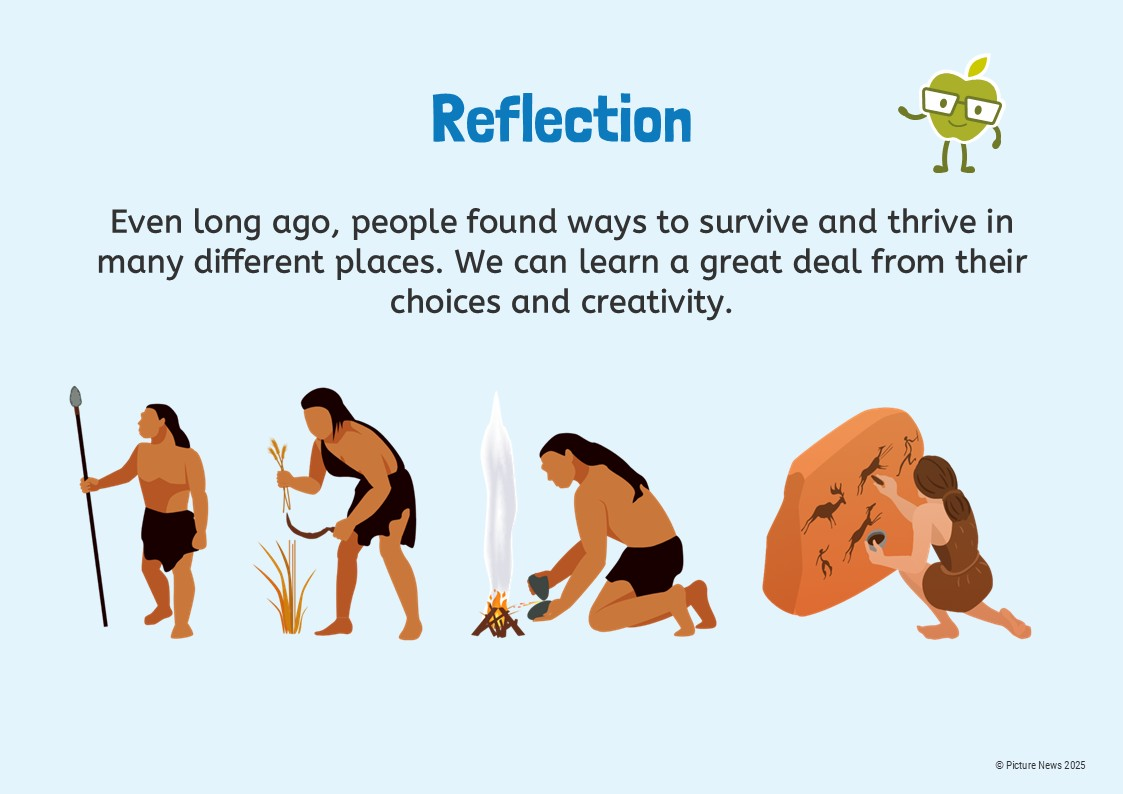 Reflection
Even long ago, people found ways to survive and thrive in
many different places. We can learn a great deal from their
choices and creativity.
© Picture News 2025